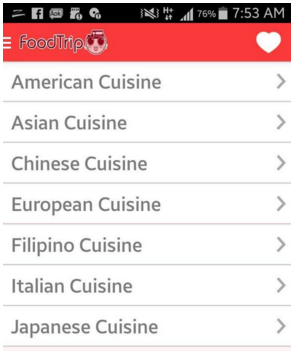 H+ 76% 7:53 AM
FoodTrip
American Cuisine
Asian Cuisine
Chinese Cuisine
European Cuisine
Filipino Cuisine
Italian Cuisine
Japanese Cuisine